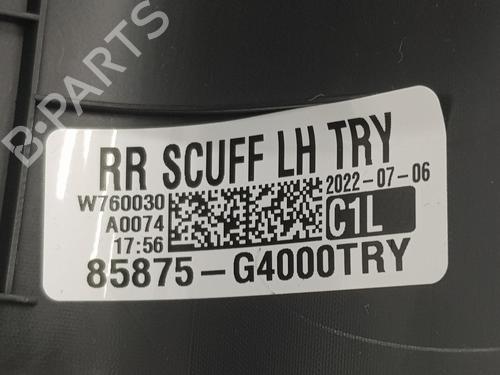 B-PARTS
RR SCUFF LH TRY
W760030
2022-07-06
A0074
C1L
17:56
85875-G4000TRY